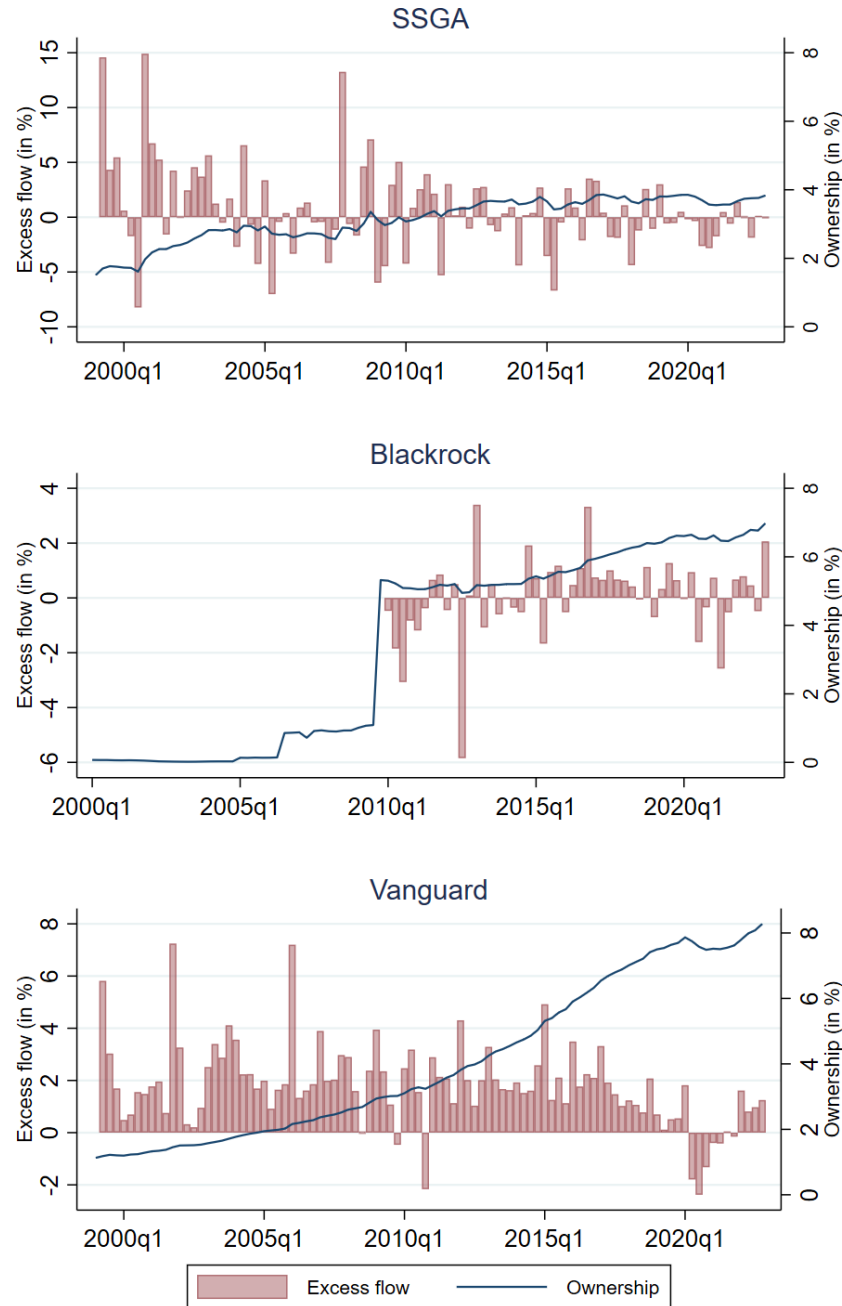 SSGA
Excess flow (in %)
15
10
5
0
-5
-10
Ownership (in %)
8
6
4
2
0
2000q1 2005q1 2010q1 2015q1 2020q1
Blackrock
Excess flow (in %)
4
2
0
-2
-4
-6
Ownership (in %)
8
6
4
2
0
2000q1 2005q1 2010q1 2015q1 2020q1
Vanguard
Excess flow (in %)
8
6
4
2
0
-2
Ownership (in %)
8
6
4
2
0
2000q1 2005q1 2010q1 2015q1 2020q1
Excess flow Ownership